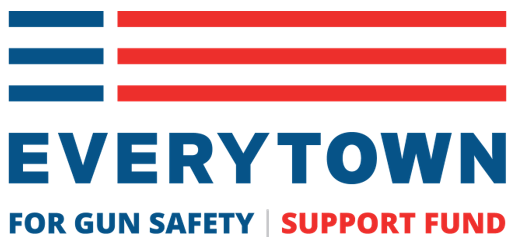 EVERYTOWN
FOR GUN SAFETY | SUPPORT FUND